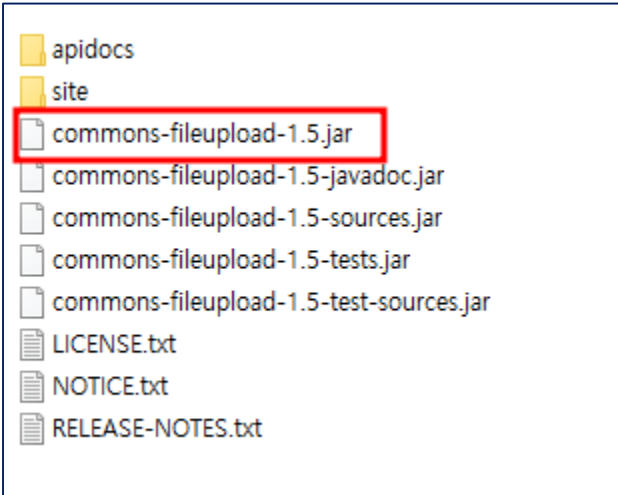 apidocs
site
commons-fileupload-1.5.jar
commons-fileupload-1.5-javadoc.jar
commons-fileupload-1.5-sources.jar
commons-fileupload-1.5-tests.jar
commons-fileupload-1.5-test-sources.jar
LICENSE.txt
NOTICE.txt
RELEASE-NOTES.txt